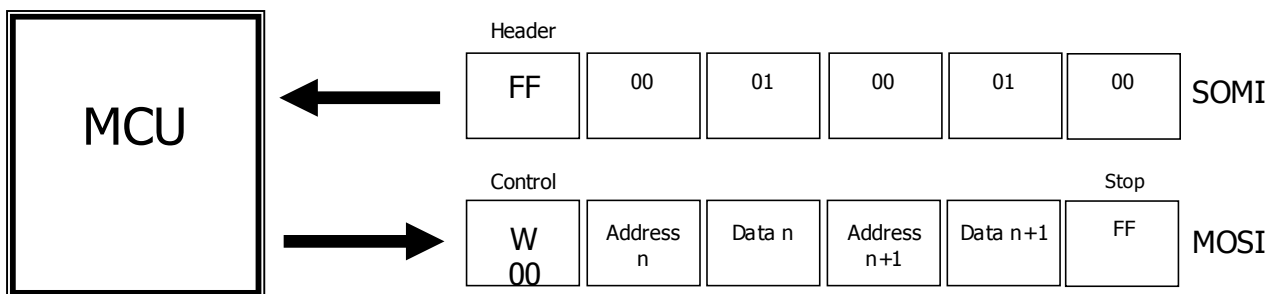 Header
MCU
FF 00 01 00 01 00 SOMI
Control Stop
W Address Data n Address Data n+1 FF MOSI
00 n n+1